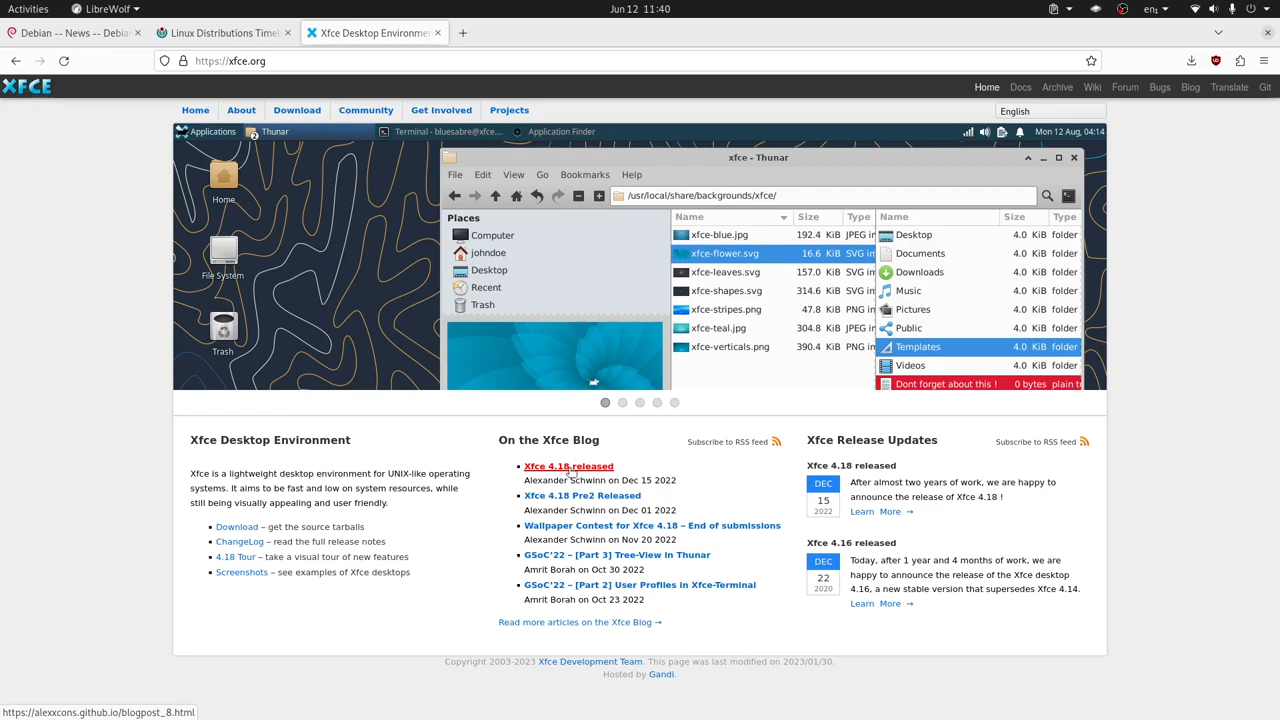 Activities
LibreWolf
Jun 12 11:40
en₁
Debian -- News -- Debian
Linux Distributions Timeli
Xfce Desktop Environmen
https://xfce.org
XFCE
Home Docs Archive Wiki Forum Bugs Blog Translate Git
Home About Download Community Get Involved Projects
English
Applications
2 Thunar
Terminal - bluesabre@xfce....
Application Finder
Mon 12 Aug, 04:14
xfce - Thunar
File Edit View Go Bookmarks Help
/usr/local/share/backgrounds/xfce/
Home
File System
Trash
Places
Computer
johndoe
Desktop
Recent
Trash
Name Size Type
xfce-blue.jpg 192.4 KiB JPEG in
xfce-flower.svg 16.6 KiB SVG im
xfce-leaves.svg 157.0 KiB SVG im
xfce-shapes.svg 314.6 KiB SVG im
xfce-stripes.png 47.8 KiB PNG im
xfce-teal.jpg 304.8 KiB JPEG in
xfce-verticals.png 390.4 KiB PNG im
Name Size Type
Desktop 4.0 KiB folder
Documents 4.0 KiB folder
Downloads 4.0 KiB folder
Music 4.0 KiB folder
Pictures 4.0 KiB folder
Public 4.0 KiB folder
Templates 4.0 KiB folder
Videos 4.0 KiB folder
Dont forget about this ! 0 bytes plain t
Xfce Desktop Environment
Xfce is a lightweight desktop environment for UNIX-like operating
systems. It aims to be fast and low on system resources, while
still being visually appealing and user friendly.
Download – get the source tarballs
ChangeLog – read the full release notes
4.18 Tour – take a visual tour of new features
Screenshots – see examples of Xfce desktops
On the Xfce Blog
Subscribe to RSS feed
Xfce 4.18 released
Alexander Schwinn on Dec 15 2022
Xfce 4.18 Pre2 Released
Alexander Schwinn on Dec 01 2022
Wallpaper Contest for Xfce 4.18 – End of submissions
Alexander Schwinn on Nov 20 2022
GSoC’22 – [Part 3] Tree-View in Thunar
Amrit Borah on Oct 30 2022
GSoC’22 – [Part 2] User Profiles in Xfce-Terminal
Amrit Borah on Oct 23 2022
Read more articles on the Xfce Blog →
Xfce Release Updates
Subscribe to RSS feed
Xfce 4.18 released
DEC
15
2022
After almost two years of work, we are happy to
announce the release of Xfce 4.18 !
Learn More →
Xfce 4.16 released
DEC
22
2020
Today, after 1 year and 4 months of work, we are
happy to announce the release of the Xfce desktop
4.16, a new stable version that supersedes Xfce 4.14.
Learn More →
Copyright 2003-2023 Xfce Development Team. This page was last modified on 2023/01/30.
Hosted by Gandi.
https://alexxcons.github.io/blogpost_8.html